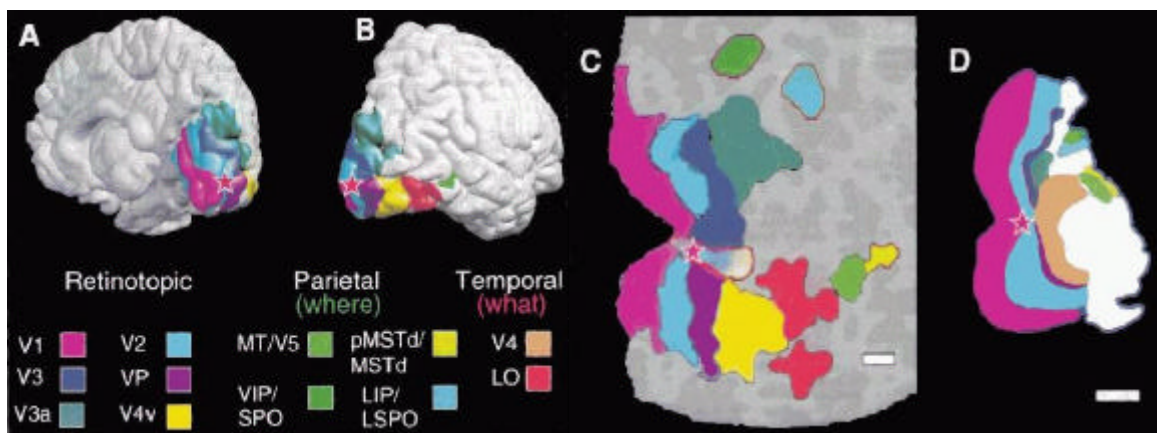 A
B
C
D
Retinotopic
Parietal
(where)
Temporal
(what)
V1
V2
MT/V5
pMSTd/
MSTd
V4
V3
VP
LO
V3a
V4v
VIP/
SPO
LIP/
LSPO